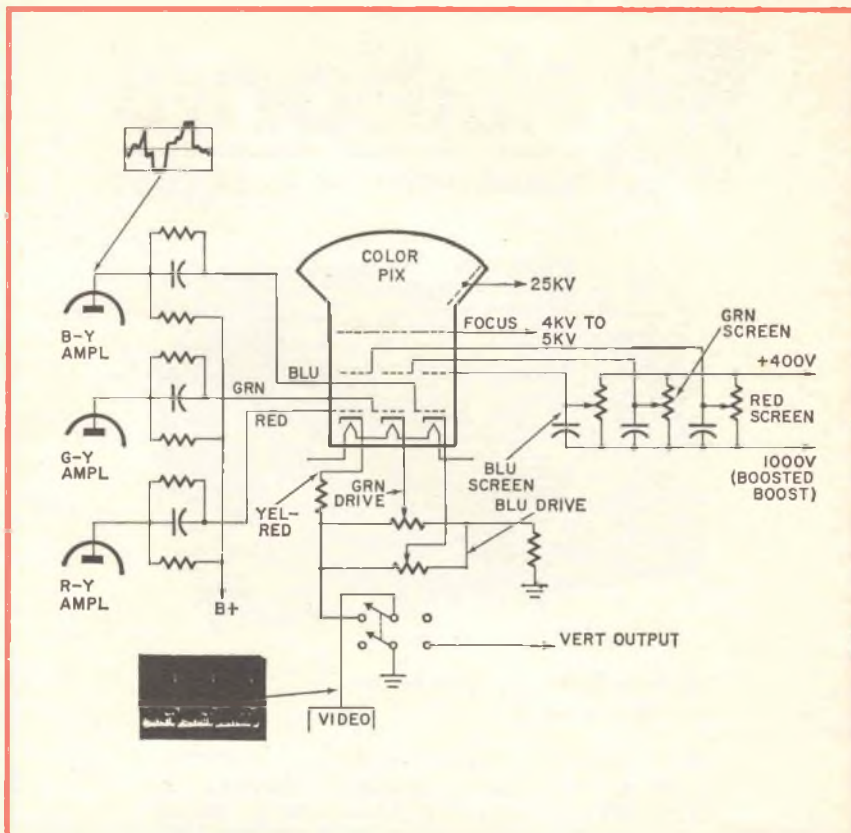 COLOR
PIX
25KV
FOCUS
4KV TO
5KV
GRN
SCREEN
B-Y
AMPL
BLU
+400V
GRN
RED
SCREEN
RED
G-Y
AMPL
BLU
SCREEN
1000V
(BOOSTED
BOOST)
GRN
DRIVE
BLU DRIVE
YEL-
RED
R-Y
AMPL
B+
VERT OUTPUT
VIDEO